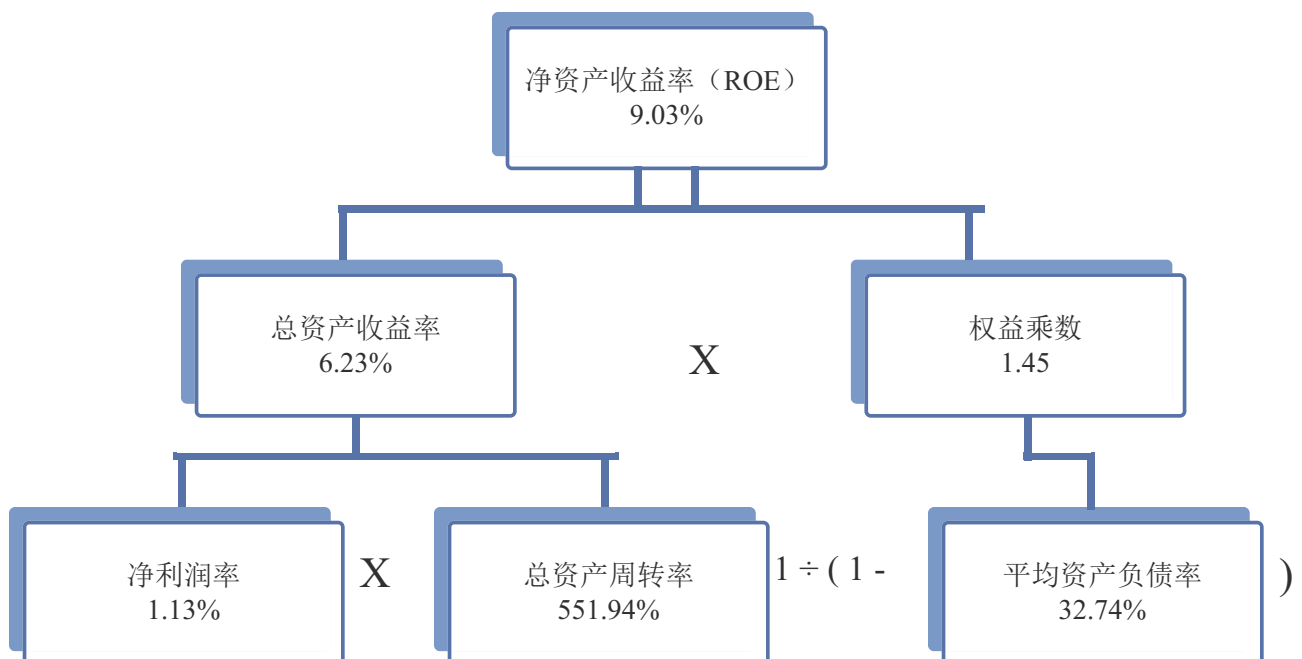 净资产收益率（ROE）
9.03%
总资产收益率
6.23%
X
权益乘数
1.45
净利润率
1.13%
X
总资产周转率
551.94%
1 ÷ ( 1 -
平均资产负债率
32.74%
)